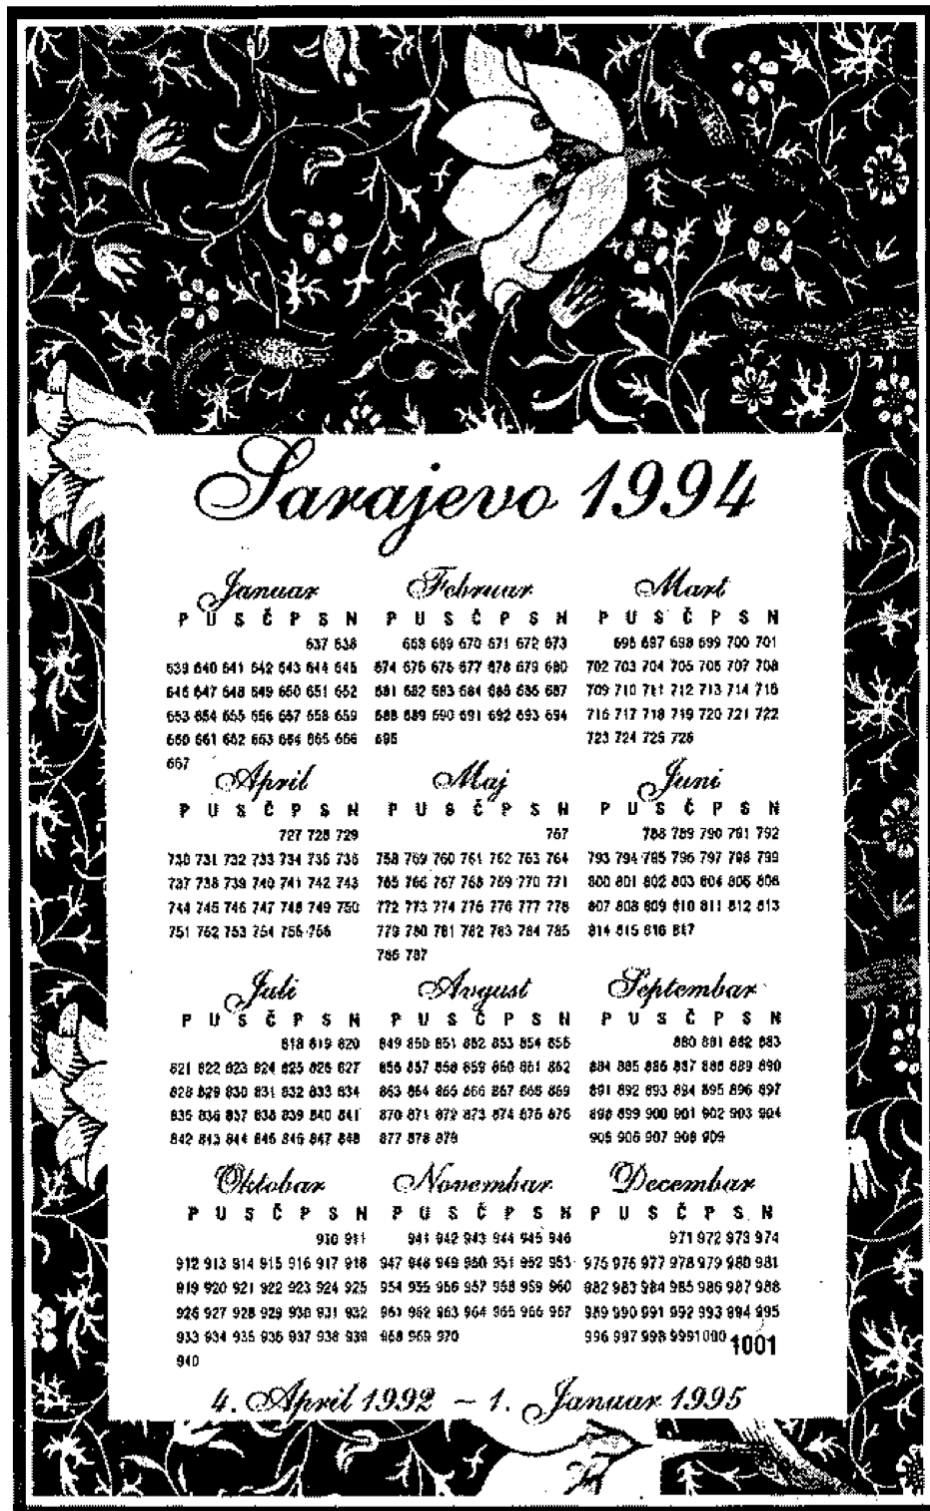 Sarajevo 1994
Januar
P U S Č P S N
637 638
639 640 641 642 643 644 645
646 647 648 649 650 651 652
653 654 655 656 657 658 659
660 661 662 663 664 665 666
667
Februar
P U S Č P S N
668 669 670 671 672 673
674 675 676 677 678 679 680
681 682 683 684 685 686 687
688 689 690 691 692 693 694
695
Mart
P U S Č P S N
696 697 698 699 700 701
702 703 704 705 706 707 708
709 710 711 712 713 714 715
716 717 718 719 720 721 722
723 724 725 726
April
P U S Č P S N
727 728 729
730 731 732 733 734 735 736
737 738 739 740 741 742 743
744 745 746 747 748 749 750
751 752 753 754 755 756
Maj
P U S Č P S N
757
758 759 760 761 762 763 764
765 766 767 768 769 770 771
772 773 774 775 776 777 778
779 780 781 782 783 784 785
786 787
Juni
P U S Č P S N
788 789 790 791 792
793 794 795 796 797 798 799
800 801 802 803 804 805 806
807 808 809 810 811 812 813
814 815 816 817
Juli
P U S Č P S N
818 819 820
821 822 823 824 825 826 827
828 829 830 831 832 833 834
835 836 837 838 839 840 841
842 843 844 845 846 847 848
August
P U S Č P S N
849 850 851 852 853 854 855
856 857 858 859 860 861 862
863 864 865 866 867 868 869
870 871 872 873 874 875 876
877 878 879
Septembar
P U S Č P S N
880 881 882 883
884 885 886 887 888 889 890
891 892 893 894 895 896 897
898 899 900 901 902 903 904
905 906 907 908 909
Oktobar
P U S Č P S N
910 911
912 913 914 915 916 917 918
919 920 921 922 923 924 925
926 927 928 929 930 931 932
933 934 935 936 937 938 939
940
Novembar
P U S Č P S N
941 942 943 944 945 946
947 948 949 950 951 952 953
954 955 956 957 958 959 960
961 962 963 964 965 966 967
968 969 970
Decembar
P U S Č P S N
971 972 973 974
975 976 977 978 979 980 981
982 983 984 985 986 987 988
989 990 991 992 993 994 995
996 997 998 999 1000 1001
4. April 1992 – 1. Januar 1995